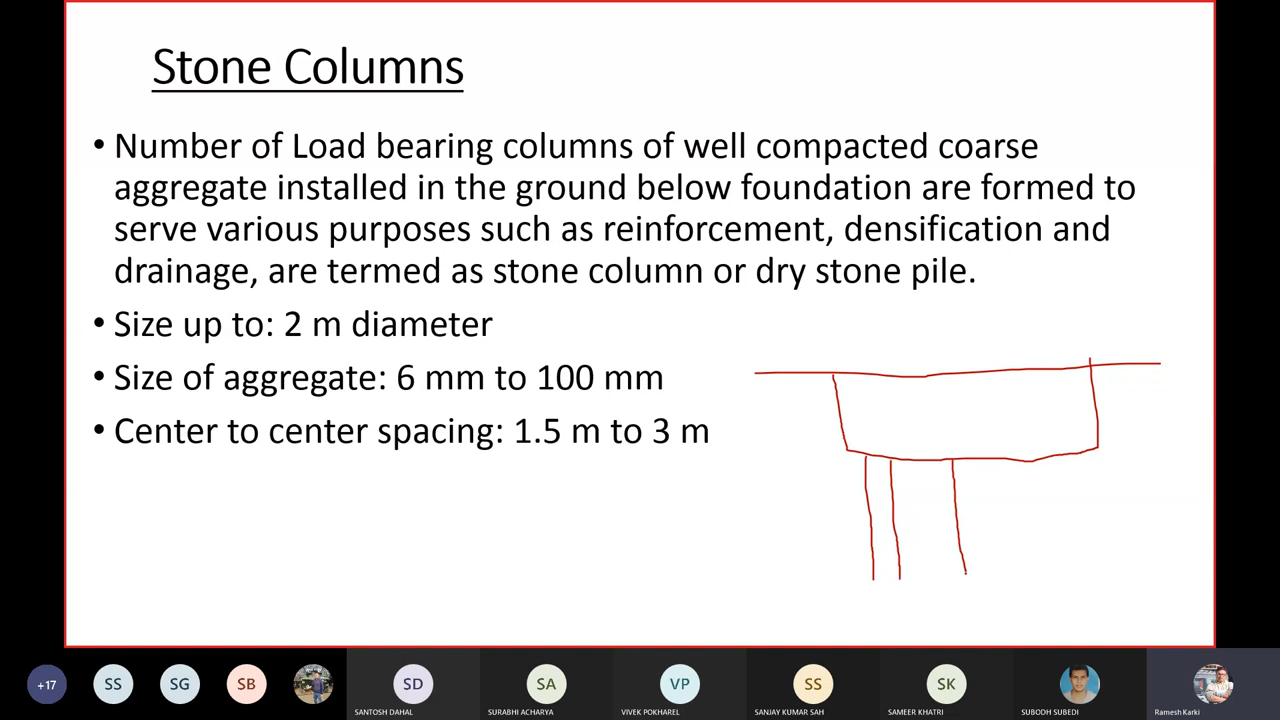 Stone Columns
• Number of Load bearing columns of well compacted coarse
aggregate installed in the ground below foundation are formed to
serve various purposes such as reinforcement, densification and
drainage, are termed as stone column or dry stone pile.
• Size up to: 2 m diameter
• Size of aggregate: 6 mm to 100 mm
• Center to center spacing: 1.5 m to 3 m
+17 SS SG SB SD SA VP SS SK
SANTOSH DAHAL SURABHI ACHARYA VIVEK POKHAREL SANJAY KUMAR SAH SAMEER KHATRI SUBODH SUBEDI Ramesh Karki